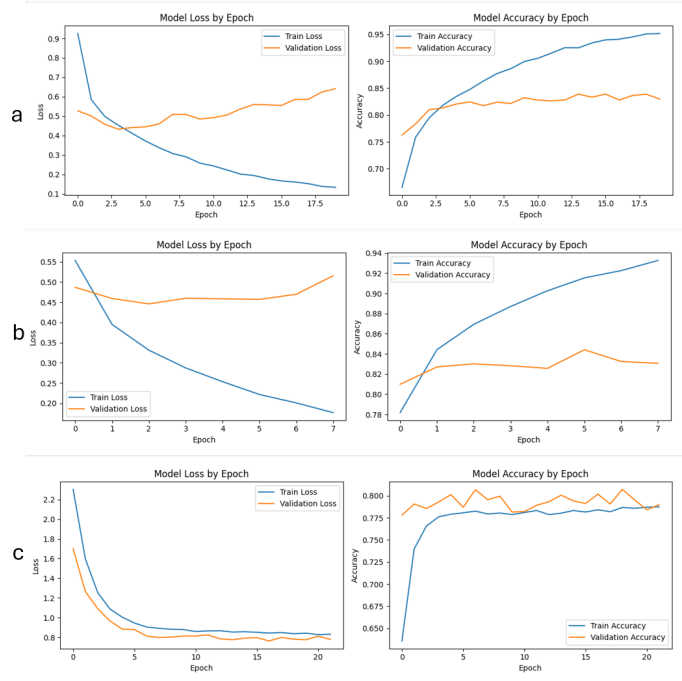 Model Loss by Epoch
Model Accuracy by Epoch
a
Loss
0.9
0.8
0.7
0.6
0.5
0.4
0.3
0.2
0.1
Train Loss
Validation Loss
0.0 2.5 5.0 7.5 10.0 12.5 15.0 17.5
Epoch
Accuracy
0.95
0.90
0.85
0.80
0.75
0.70
Train Accuracy
Validation Accuracy
0.0 2.5 5.0 7.5 10.0 12.5 15.0 17.5
Epoch
Model Loss by Epoch
Model Accuracy by Epoch
b
Loss
0.55
0.50
0.45
0.40
0.35
0.30
0.25
0.20
Train Loss
Validation Loss
0 1 2 3 4 5 6 7
Epoch
Accuracy
0.94
0.92
0.90
0.88
0.86
0.84
0.82
0.80
0.78
Train Accuracy
Validation Accuracy
0 1 2 3 4 5 6 7
Epoch
Model Loss by Epoch
Model Accuracy by Epoch
c
Loss
2.2
2.0
1.8
1.6
1.4
1.2
1.0
0.8
Train Loss
Validation Loss
0 5 10 15 20
Epoch
Accuracy
0.800
0.775
0.750
0.725
0.700
0.675
0.650
Train Accuracy
Validation Accuracy
0 5 10 15 20
Epoch